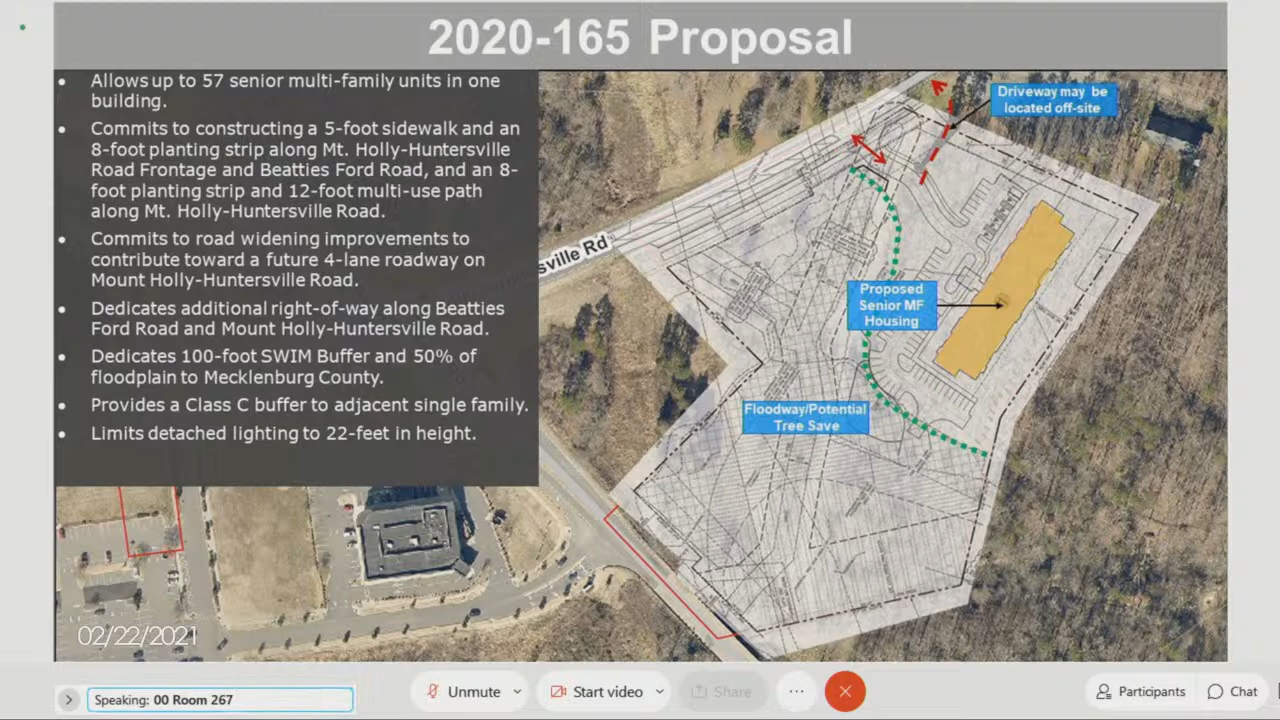 2020-165 Proposal
• Allows up to 57 senior multi-family units in one
building.
• Commits to constructing a 5-foot sidewalk and an
8-foot planting strip along Mt. Holly-Huntersville
Road Frontage and Beatties Ford Road, and an 8-
foot planting strip and 12-foot multi-use path
along Mt. Holly-Huntersville Road.
• Commits to road widening improvements to
contribute toward a future 4-lane roadway on
Mount Holly-Huntersville Road.
• Dedicates additional right-of-way along Beatties
Ford Road and Mount Holly-Huntersville Road.
• Dedicates 100-foot SWIM Buffer and 50% of
floodplain to Mecklenburg County.
• Provides a Class C buffer to adjacent single family.
• Limits detached lighting to 22-feet in height.
Driveway may be
located off-site
sville Rd
Proposed
Senior MF
Housing
Floodway/Potential
Tree Save
02/22/2021
Speaking: 00 Room 267
Unmute
Start video
Share
Participants
Chat